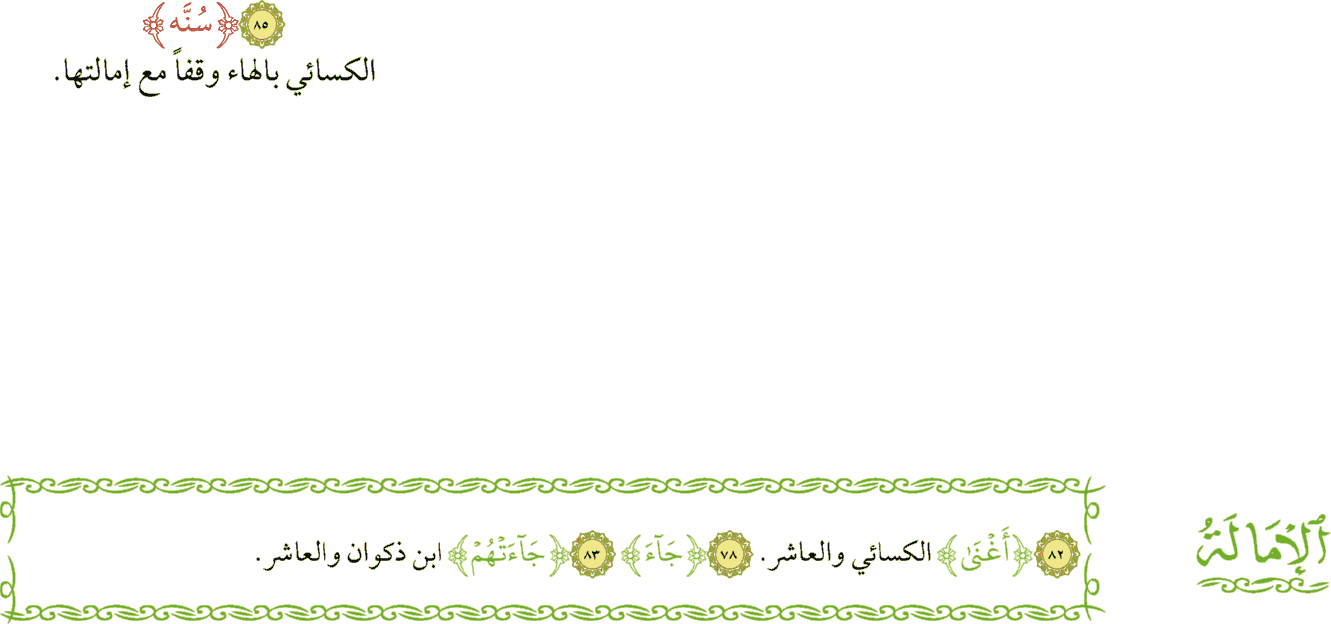 ٨٥ ﴿سُنَّه﴾
الكسائي بالهاء وقفاً مع إمالتها.
ٱلْإِمَالَةُ
٨٢ ﴿أَغْنَىٰ﴾ الكسائي والعاشر. ٧٨ ﴿جَآءَ﴾ ٨٣ ﴿جَآءَتْهُمْ﴾ ابن ذكوان والعاشر.